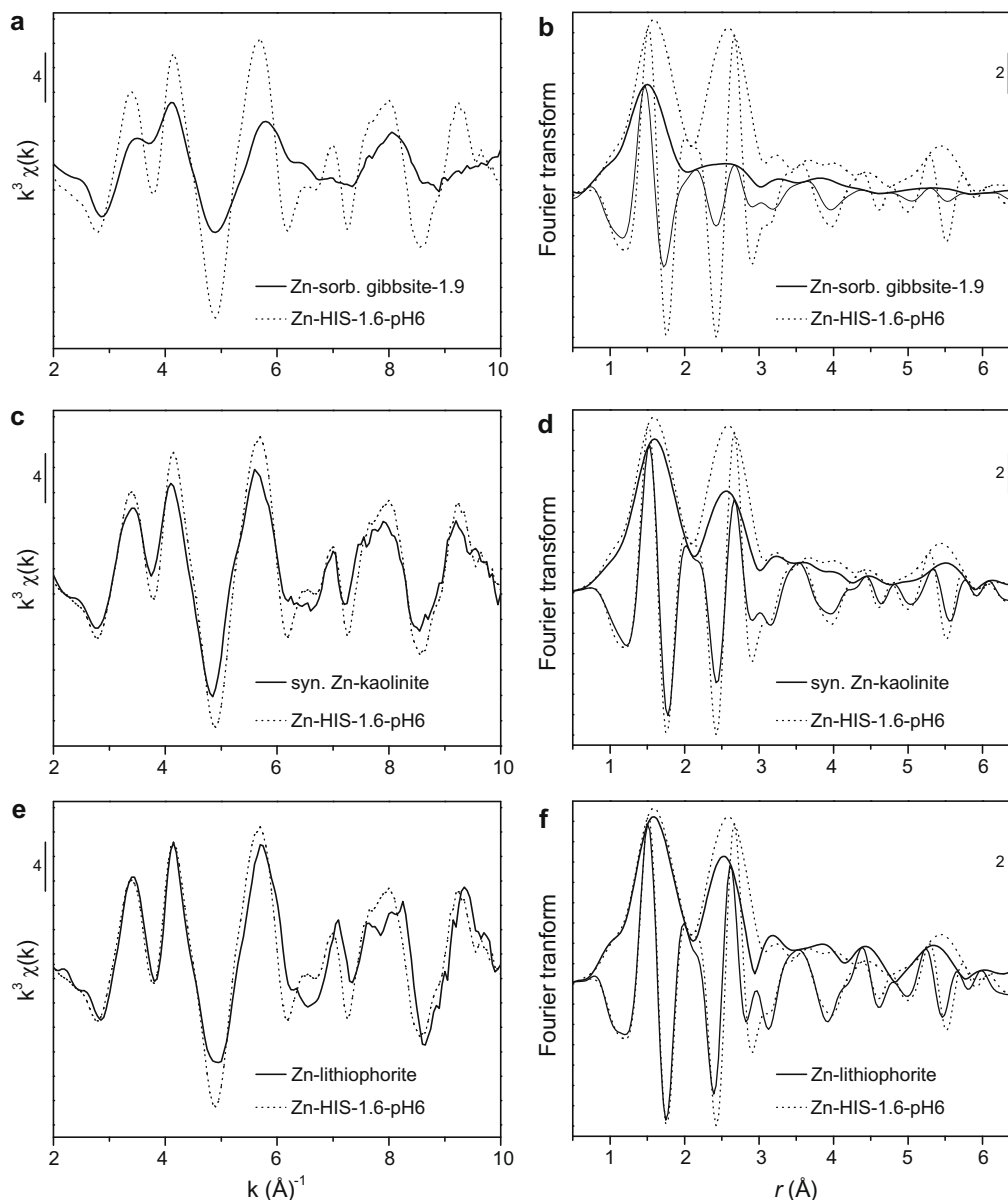 a
4
k³ χ(k)
Zn-sorb. gibbsite-1.9
Zn-HIS-1.6-pH6
2 4 6 8 10
b
2
Fourier transform
Zn-sorb. gibbsite-1.9
Zn-HIS-1.6-pH6
1 2 3 4 5 6
c
4
k³ χ(k)
syn. Zn-kaolinite
Zn-HIS-1.6-pH6
2 4 6 8 10
d
2
Fourier transform
syn. Zn-kaolinite
Zn-HIS-1.6-pH6
1 2 3 4 5 6
e
4
k³ χ(k)
Zn-lithiophorite
Zn-HIS-1.6-pH6
2 4 6 8 10
k (Å)⁻¹
f
2
Fourier tranform
Zn-lithiophorite
Zn-HIS-1.6-pH6
1 2 3 4 5 6
r (Å)